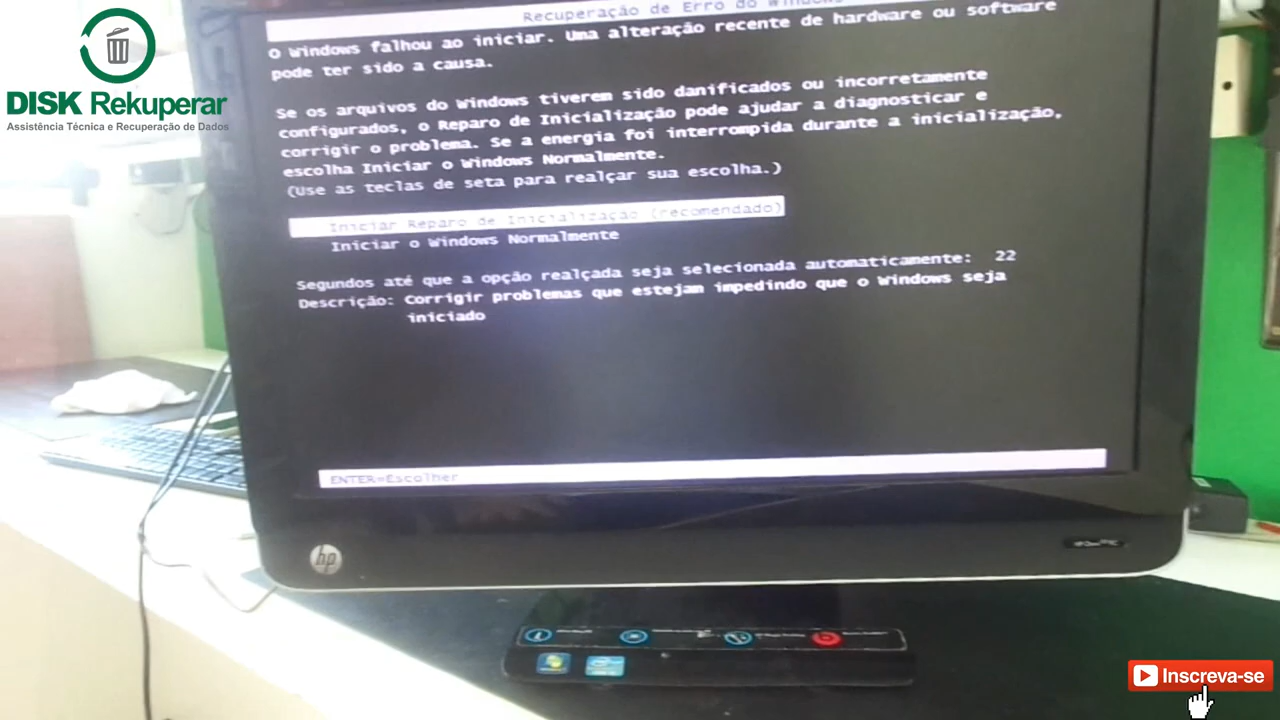 DISK Rekuperar
Assistência Técnica e Recuperação de Dados
Recuperação de Erro do Windows
O Windows falhou ao iniciar. Uma alteração recente de hardware ou software
pode ter sido a causa.
Se os arquivos do Windows tiverem sido danificados ou incorretamente
configurados, o Reparo de Inicialização pode ajudar a diagnosticar e
corrigir o problema. Se a energia foi interrompida durante a inicialização,
escolha Iniciar o Windows Normalmente.
(Use as teclas de seta para realçar sua escolha.)
Iniciar Reparo de Inicialização (recomendado)
Iniciar o Windows Normalmente
Segundos até que a opção realçada seja selecionada automaticamente: 22
Descrição: Corrigir problemas que estejam impedindo que o Windows seja
iniciado
ENTER=Escolher
hp
Inscreva-se